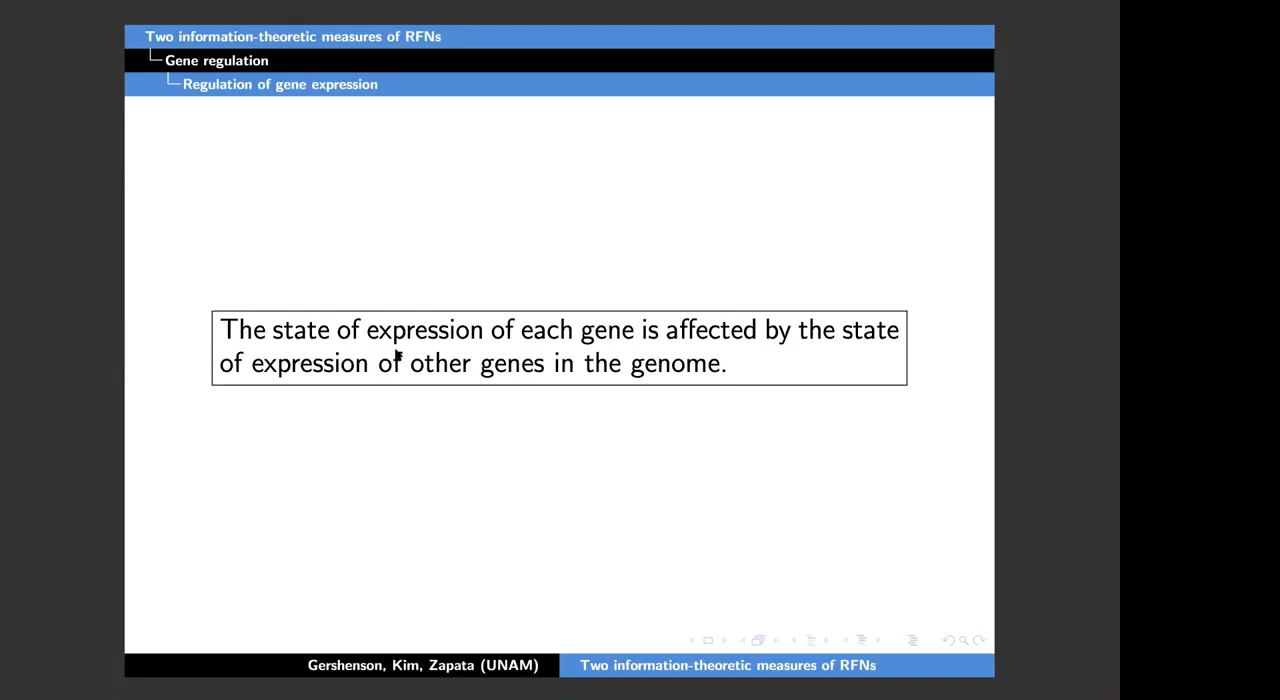 Two information-theoretic measures of RFNs
Gene regulation
Regulation of gene expression
The state of expression of each gene is affected by the state
of expression of other genes in the genome.
Gershenson, Kim, Zapata (UNAM)
Two information-theoretic measures of RFNs